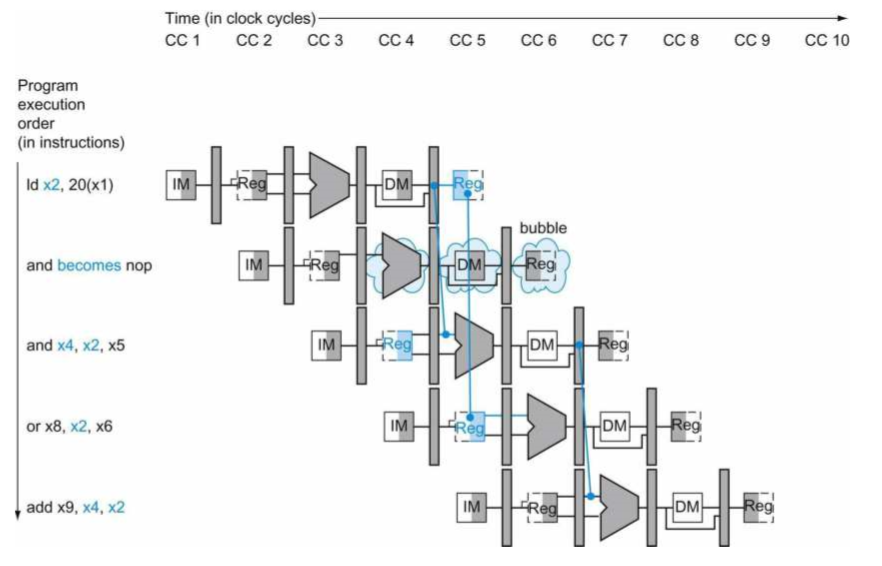 Time (in clock cycles)
CC 1 CC 2 CC 3 CC 4 CC 5 CC 6 CC 7 CC 8 CC 9 CC 10
Program
execution
order
(in instructions)
ld x2, 20(x1) IM Reg DM Reg
bubble
and becomes nop IM Reg DM Reg
and x4, x2, x5 IM Reg DM Reg
or x8, x2, x6 IM Reg DM Reg
add x9, x4, x2 IM Reg DM Reg